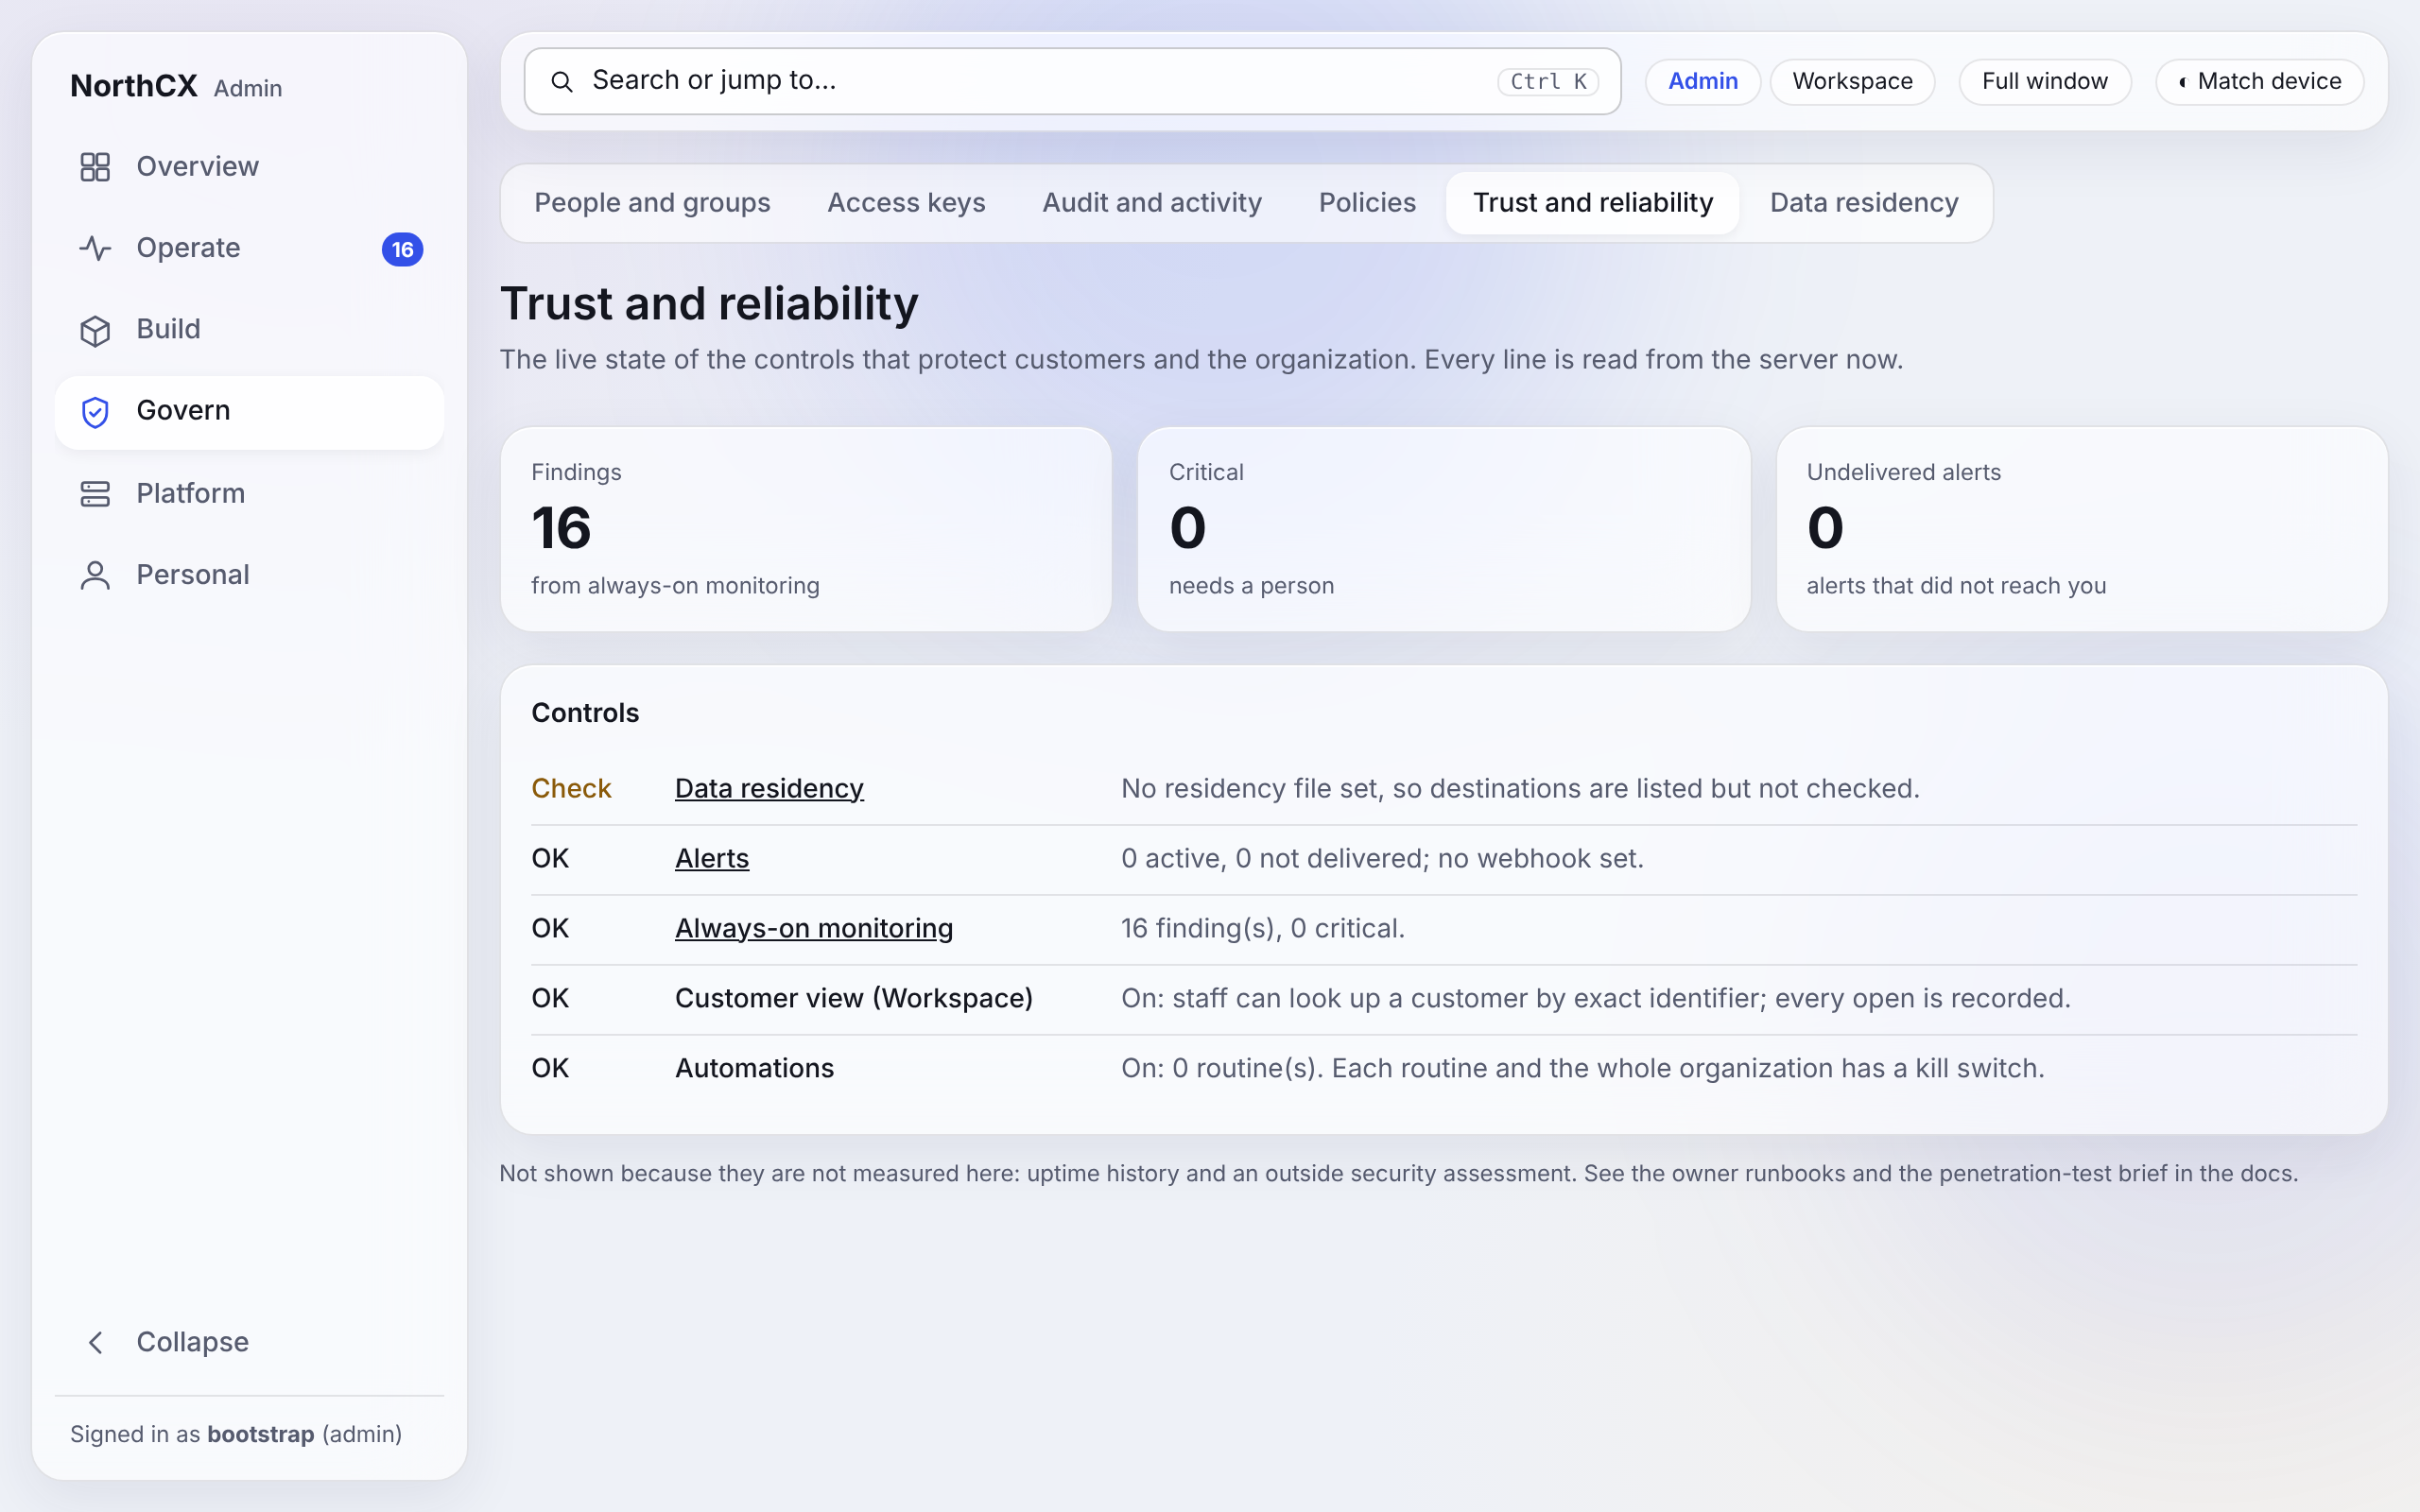 NorthCX Admin
Overview
Operate 16
Build
Govern
Platform
Personal
Collapse
Signed in as bootstrap (admin)
Search or jump to... Ctrl K
Admin
Workspace
Full window
Match device
People and groups
Access keys
Audit and activity
Policies
Trust and reliability
Data residency
Trust and reliability
The live state of the controls that protect customers and the organization. Every line is read from the server now.
Findings
16
from always-on monitoring
Critical
0
needs a person
Undelivered alerts
0
alerts that did not reach you
Controls
Check Data residency No residency file set, so destinations are listed but not checked.
OK Alerts 0 active, 0 not delivered; no webhook set.
OK Always-on monitoring 16 finding(s), 0 critical.
OK Customer view (Workspace) On: staff can look up a customer by exact identifier; every open is recorded.
OK Automations On: 0 routine(s). Each routine and the whole organization has a kill switch.
Not shown because they are not measured here: uptime history and an outside security assessment. See the owner runbooks and the penetration-test brief in the docs.